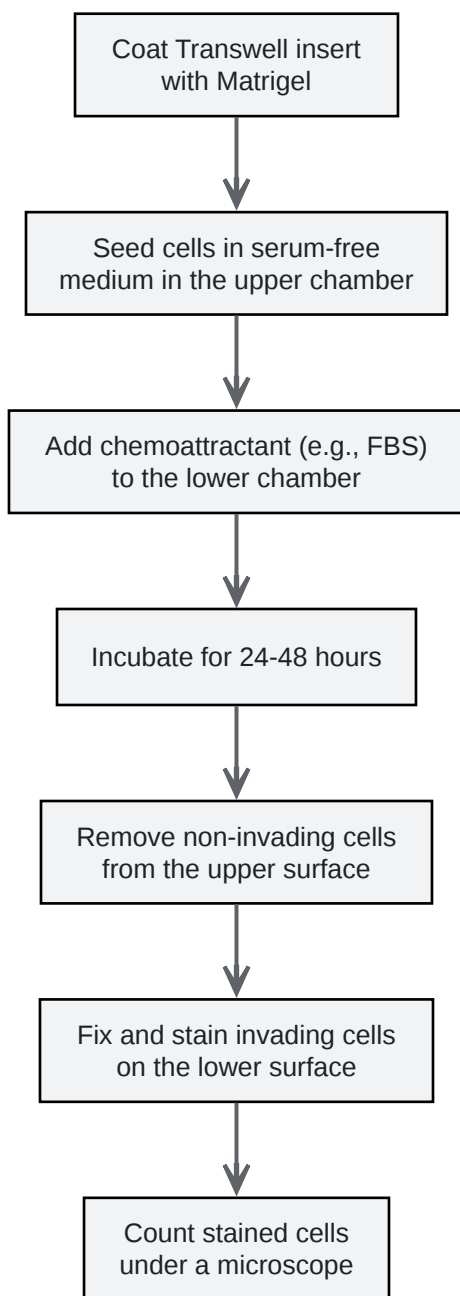 Coat Transwell insert
with Matrigel
Seed cells in serum-free
medium in the upper chamber
Add chemoattractant (e.g., FBS)
to the lower chamber
Incubate for 24-48 hours
Remove non-invading cells
from the upper surface
Fix and stain invading cells
on the lower surface
Count stained cells
under a microscope